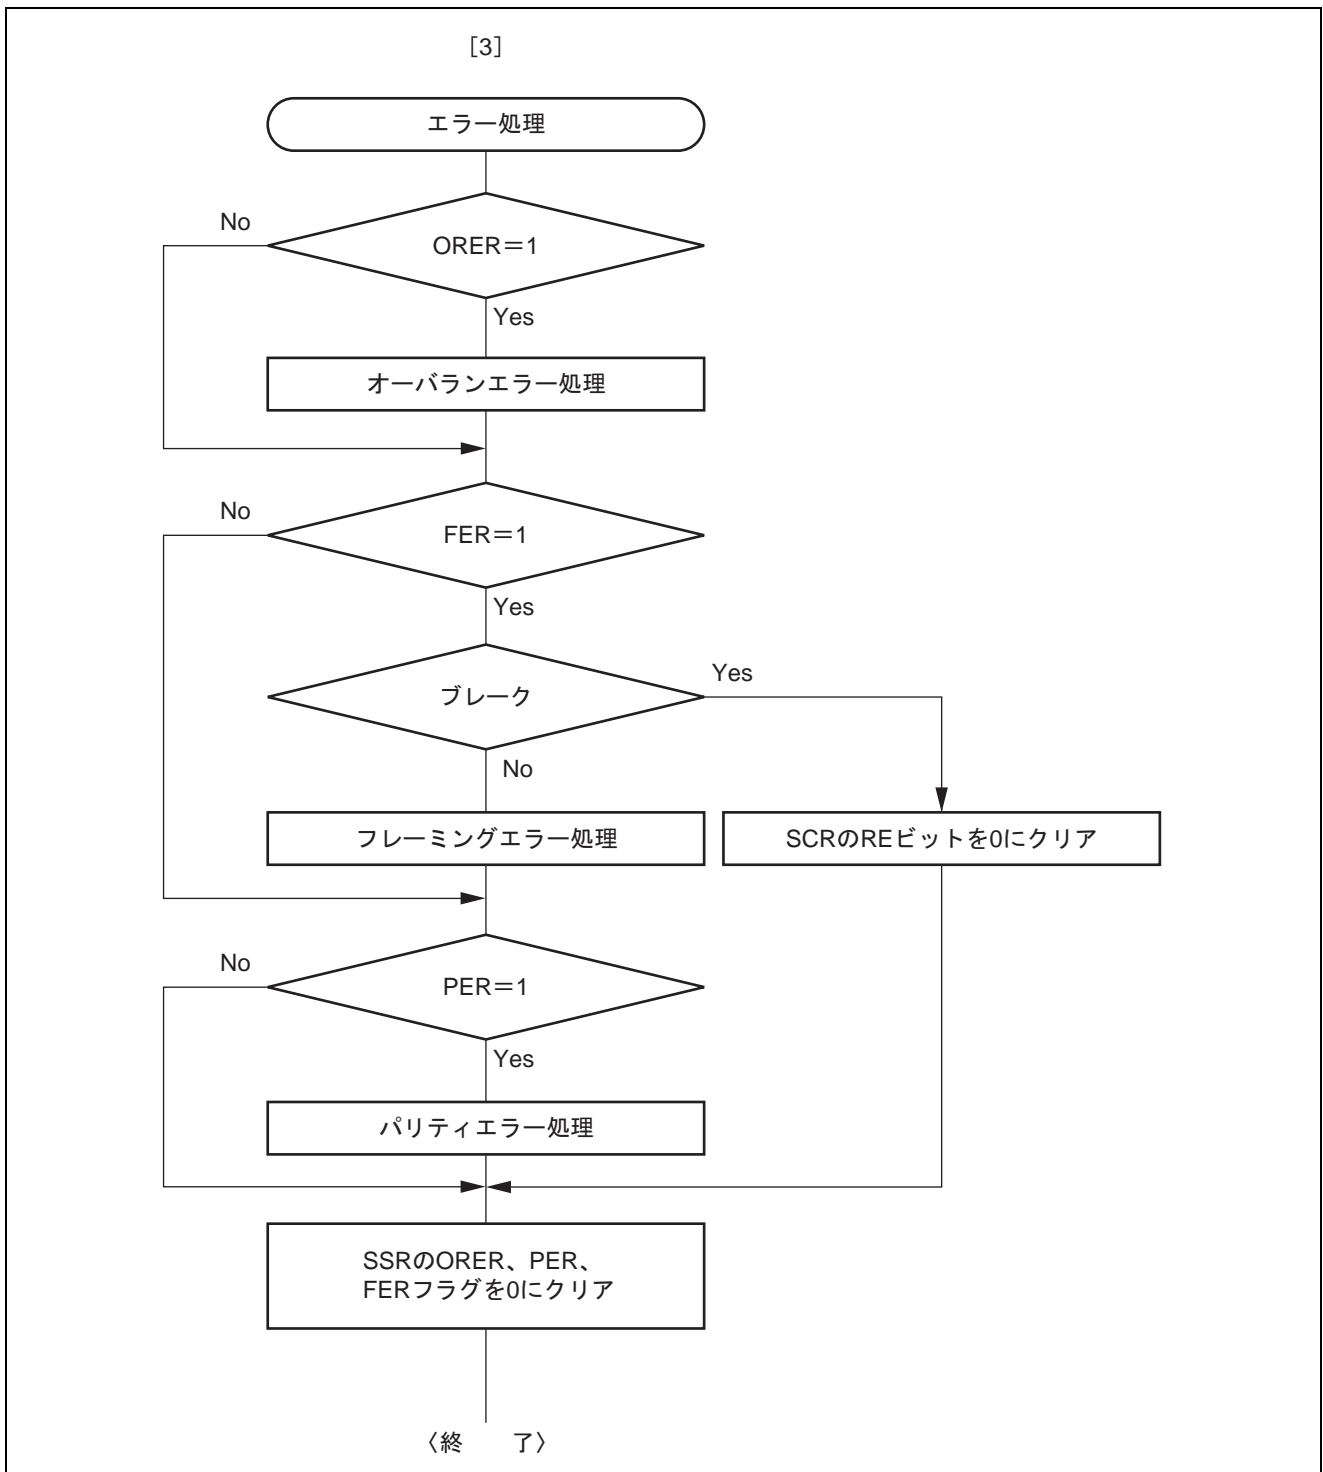 ［3］
エラー処理
No
ORER＝1
Yes
オーバランエラー処理
No
FER＝1
Yes
ブレーク
Yes
No
フレーミングエラー処理
SCRのREビットを0にクリア
No
PER＝1
Yes
パリティエラー処理
SSRのORER、PER、
FERフラグを0にクリア
〈終　　了〉